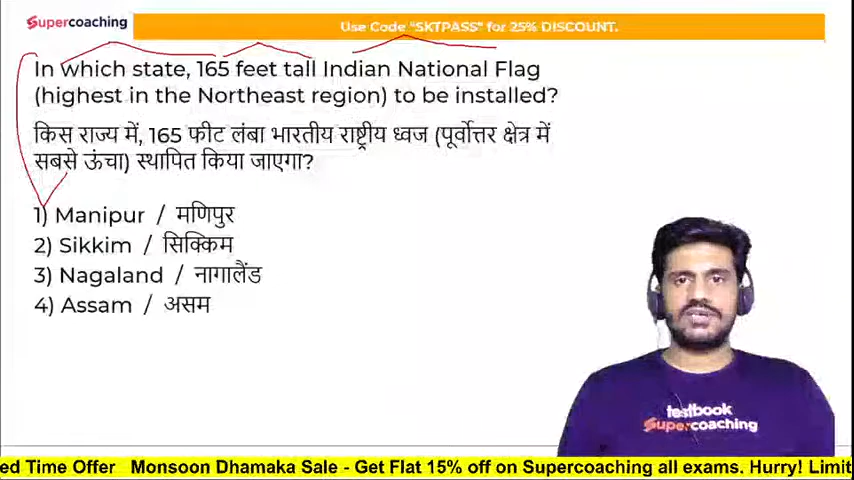 Supercoaching
Use Code "SKTPASS" for 25% DISCOUNT.
In which state, 165 feet tall Indian National Flag
(highest in the Northeast region) to be installed?
किस राज्य में, 165 फीट लंबा भारतीय राष्ट्रीय ध्वज (पूर्वोत्तर क्षेत्र में
सबसे ऊंचा) स्थापित किया जाएगा?
1) Manipur / मणिपुर
2) Sikkim / सिक्किम
3) Nagaland / नागालैंड
4) Assam / असम
testbook
Supercoaching
ed Time Offer Monsoon Dhamaka Sale - Get Flat 15% off on Supercoaching all exams. Hurry! Limit